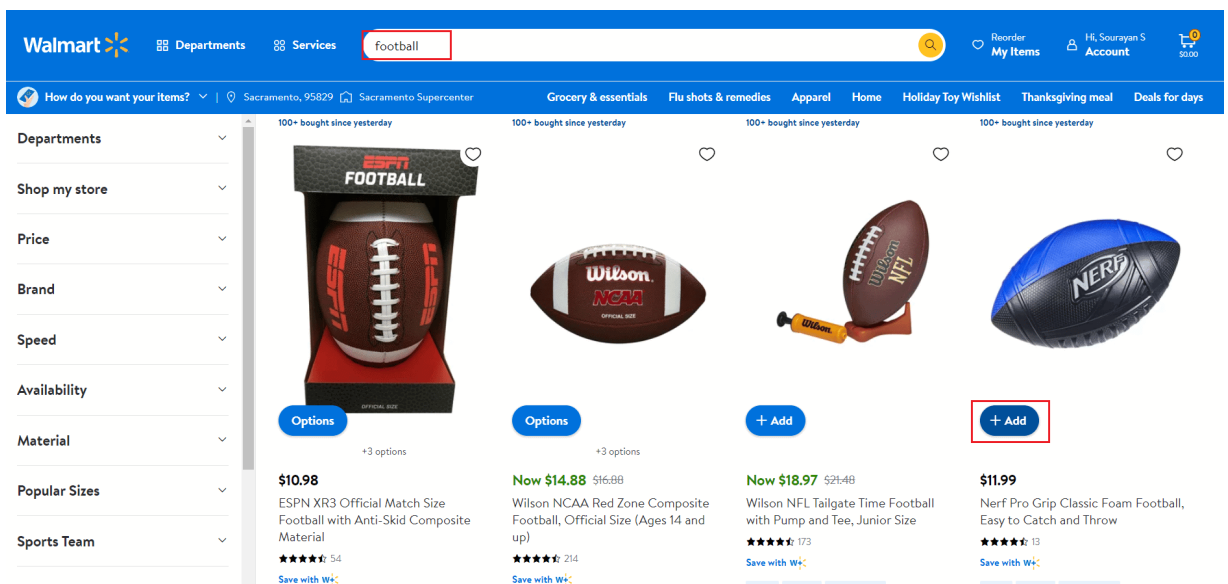 Walmart
Departments
Services
football
Reorder
My Items
Hi, Sourayan S
Account
0
$0.00
How do you want your items?
Sacramento, 95829
Sacramento Supercenter
Grocery & essentials
Flu shots & remedies
Apparel
Home
Holiday Toy Wishlist
Thanksgiving meal
Deals for days
Departments
Shop my store
Price
Brand
Speed
Availability
Material
Popular Sizes
Sports Team
100+ bought since yesterday
ESPN
FOOTBALL
ESPN
ESPN
OFFICIAL SIZE
Options
+3 options
$10.98
ESPN XR3 Official Match Size
Football with Anti-Skid Composite
Material
54
Save with W+
100+ bought since yesterday
Wilson
NCAA
OFFICIAL SIZE
Options
+3 options
Now $14.88 $16.88
Wilson NCAA Red Zone Composite
Football, Official Size (Ages 14 and
up)
214
Save with W+
100+ bought since yesterday
Wilson
NFL
Wilson
+ Add
Now $18.97 $21.48
Wilson NFL Tailgate Time Football
with Pump and Tee, Junior Size
173
Save with W+
100+ bought since yesterday
NERF
+ Add
$11.99
Nerf Pro Grip Classic Foam Football,
Easy to Catch and Throw
13
Save with W+